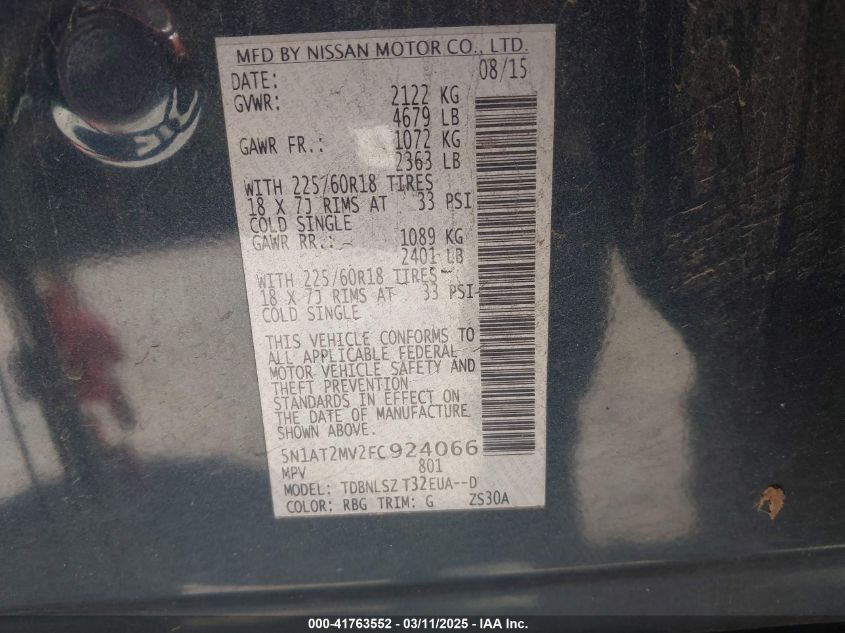 MFD BY NISSAN MOTOR CO., LTD.
DATE: 08/15
GVWR: 2122 KG
4679 LB
GAWR FR.: 1072 KG
2363 LB
WITH 225/60R18 TIRES
18 X 7J RIMS AT 33 PSI
COLD SINGLE
GAWR RR.: 1089 KG
2401 LB
WITH 225/60R18 TIRES
18 X 7J RIMS AT 33 PSI
COLD SINGLE
THIS VEHICLE CONFORMS TO
ALL APPLICABLE FEDERAL
MOTOR VEHICLE SAFETY AND
THEFT PREVENTION
STANDARDS IN EFFECT ON
THE DATE OF MANUFACTURE
SHOWN ABOVE.
5N1AT2MV2FC924066
MPV 801
MODEL: TDBNLSZ T32EUA--D
COLOR: RBG TRIM: G ZS30A
000-41763552 - 03/11/2025 - IAA Inc.